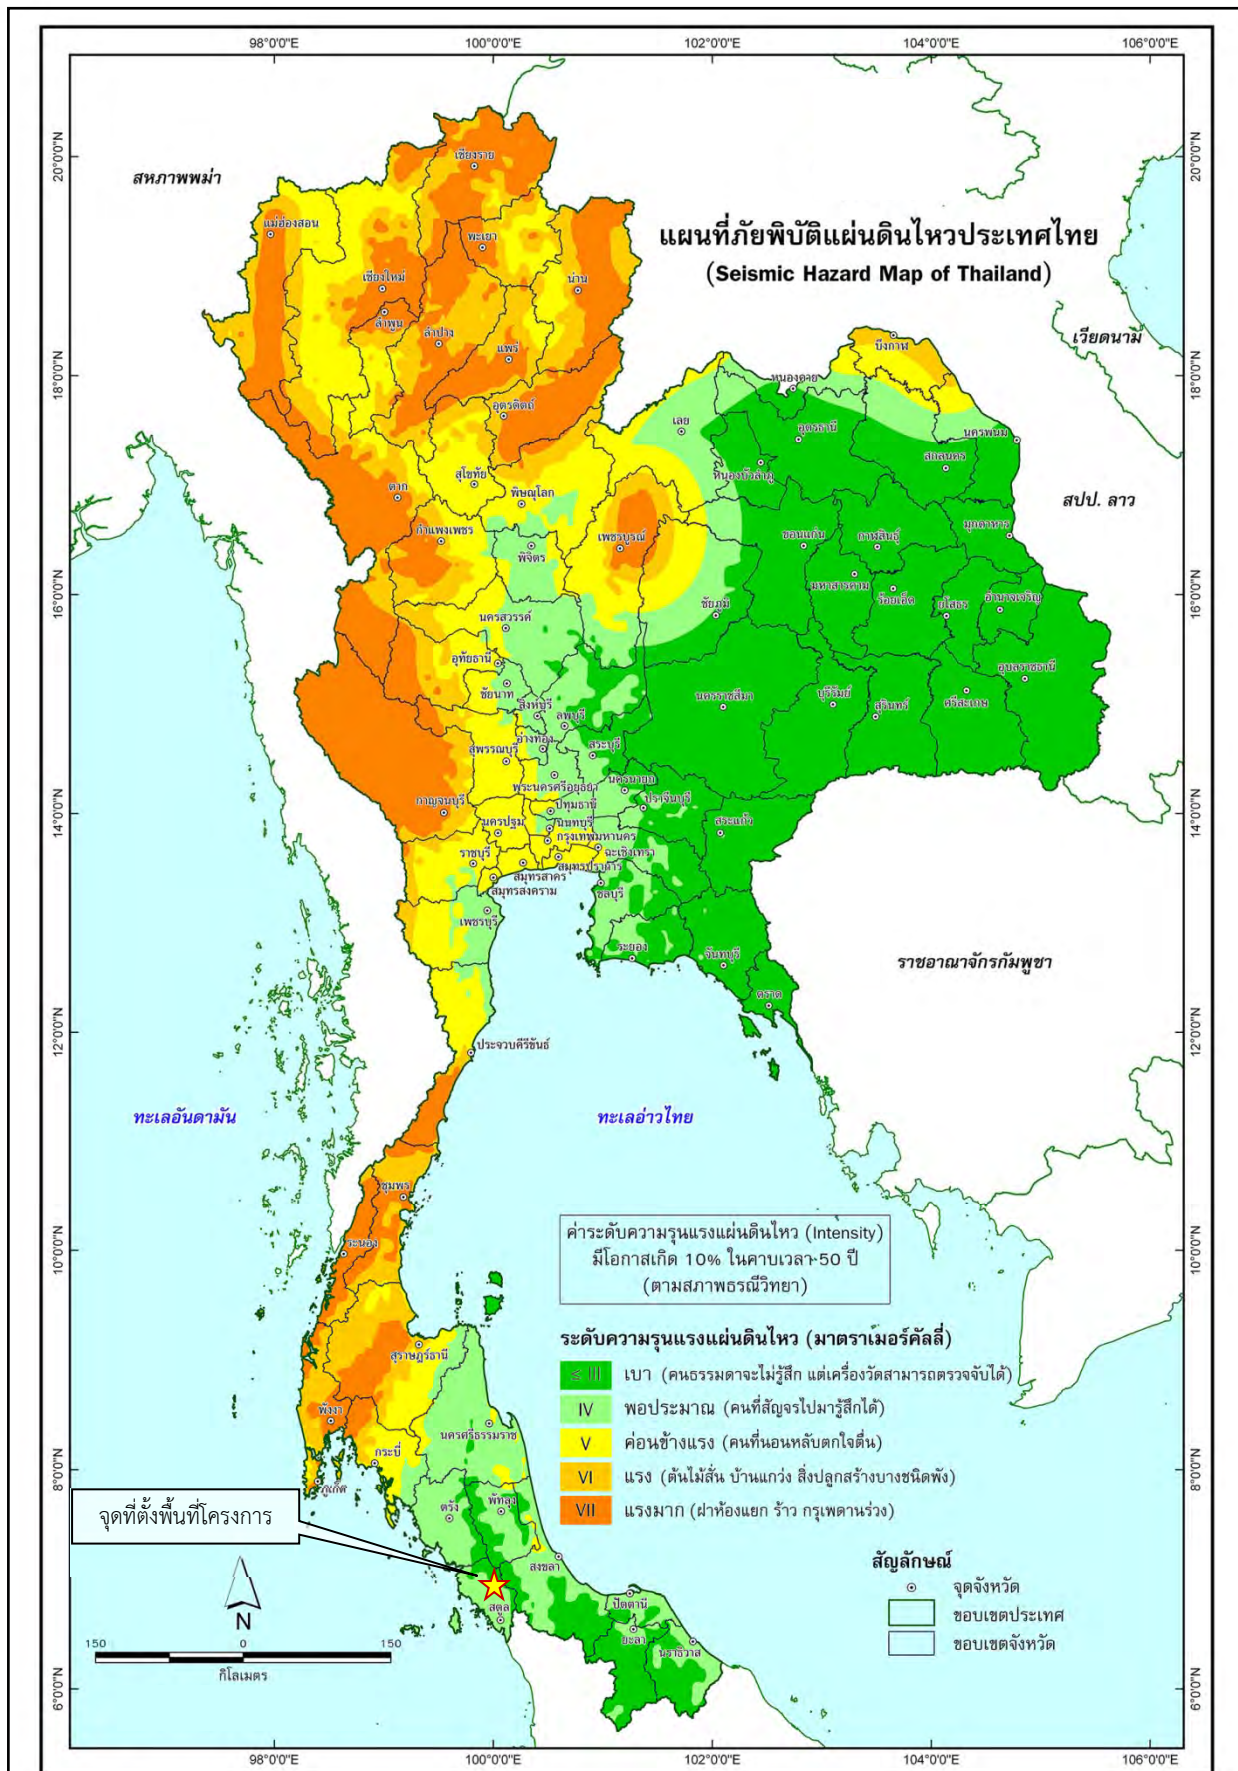 98°0'0"E 100°0'0"E 102°0'0"E 104°0'0"E 106°0'0"E
20°0'0"N
20°0'0"N
สหภาพพม่า
เชียงราย
แม่ฮ่องสอน
พะเยา
แผนที่ภัยพิบัติแผ่นดินไหวประเทศไทย
(Seismic Hazard Map of Thailand)
เชียงใหม่
น่าน
ลำพูน
ลำปาง
แพร่
บึงกาฬ
เวียดนาม
18°0'0"N
18°0'0"N
หนองคาย
อุตรดิตถ์
เลย
อุดรธานี
นครพนม
สกลนคร
สุโขทัย
หนองบัวลำภู
ตาก
พิษณุโลก
สปป. ลาว
กำแพงเพชร
เพชรบูรณ์
ขอนแก่น
กาฬสินธุ์
มุกดาหาร
พิจิตร
16°0'0"N
16°0'0"N
มหาสารคาม
ร้อยเอ็ด
ยโสธร
อำนาจเจริญ
ชัยภูมิ
นครสวรรค์
อุทัยธานี
อุบลราชธานี
ชัยนาท
นครราชสีมา
บุรีรัมย์
สุรินทร์
ศรีสะเกษ
สิงห์บุรี
ลพบุรี
อ่างทอง
สระบุรี
สุพรรณบุรี
พระนครศรีอยุธยา
นครนายก
กาญจนบุรี
ปทุมธานี
ปราจีนบุรี
14°0'0"N
14°0'0"N
นครปฐม
นนทบุรี
สระแก้ว
กรุงเทพมหานคร
ราชบุรี
ฉะเชิงเทรา
สมุทรปราการ
สมุทรสาคร
สมุทรสงคราม
ชลบุรี
เพชรบุรี
ระยอง
จันทบุรี
ราชอาณาจักรกัมพูชา
ตราด
12°0'0"N
12°0'0"N
ประจวบคีรีขันธ์
ทะเลอันดามัน
ทะเลอ่าวไทย
ชุมพร
ระนอง
10°0'0"N
10°0'0"N
ค่าระดับความรุนแรงแผ่นดินไหว (Intensity)
มีโอกาสเกิด 10% ในคาบเวลา 50 ปี
(ตามสภาพธรณีวิทยา)
ระดับความรุนแรงแผ่นดินไหว (มาตราเมอร์คัลลี่)
สุราษฎร์ธานี
≤ III เบา (คนธรรมดาจะไม่รู้สึก แต่เครื่องวัดสามารถตรวจจับได้)
พังงา
IV พอประมาณ (คนที่สัญจรไปมารู้สึกได้)
นครศรีธรรมราช
V ค่อนข้างแรง (คนที่นอนหลับตกใจตื่น)
กระบี่
8°0'0"N
8°0'0"N
VI แรง (ต้นไม้สั่น บ้านแกว่ง สิ่งปลูกสร้างบางชนิดพัง)
ภูเก็ต
พัทลุง
VII แรงมาก (ฝาห้องแยก ร้าว กรุเพดานร่วง)
จุดที่ตั้งพื้นที่โครงการ
ตรัง
สงขลา
สัญลักษณ์
จุดจังหวัด
ปัตตานี
สตูล
ขอบเขตประเทศ
N
ยะลา
นราธิวาส
ขอบเขตจังหวัด
150 0 150
กิโลเมตร
6°0'0"N
6°0'0"N
98°0'0"E 100°0'0"E 102°0'0"E 104°0'0"E 106°0'0"E